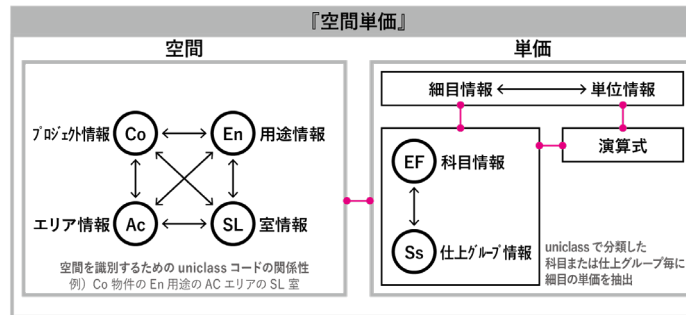 『空間単価』
空間
単価
プロジェクト情報 Co En 用途情報
エリア情報 Ac SL 室情報
空間を識別するための uniclass コードの関係性
例）Co 物件の En 用途の AC エリアの SL 室
細目情報 単位情報
EF 科目情報
演算式
Ss 仕上グループ情報
uniclass で分類した
科目または仕上グループ毎に
細目の単価を抽出